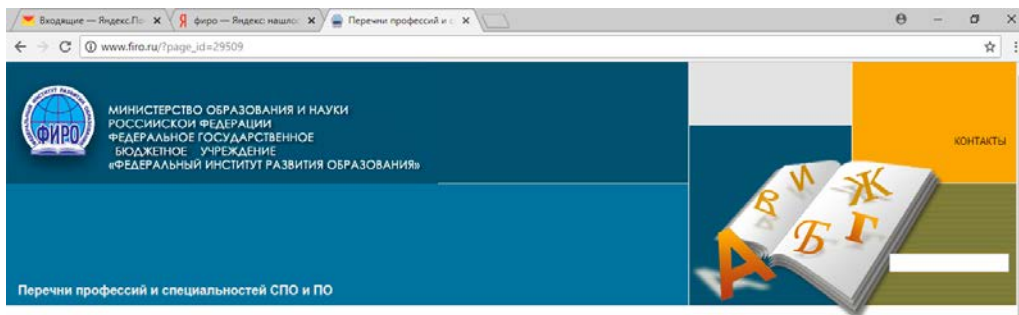 Входящие — Яндекс.По
фиро — Яндекс: нашлос
Перечни профессий и с
www.firo.ru/?page_id=29509
ФИРО
МИНИСТЕРСТВО ОБРАЗОВАНИЯ И НАУКИ
РОССИЙСКОЙ ФЕДЕРАЦИИ
ФЕДЕРАЛЬНОЕ ГОСУДАРСТВЕННОЕ
БЮДЖЕТНОЕ УЧРЕЖДЕНИЕ
«ФЕДЕРАЛЬНЫЙ ИНСТИТУТ РАЗВИТИЯ ОБРАЗОВАНИЯ»
КОНТАКТЫ
В И Ж
А Б Г
Перечни профессий и специальностей СПО и ПО